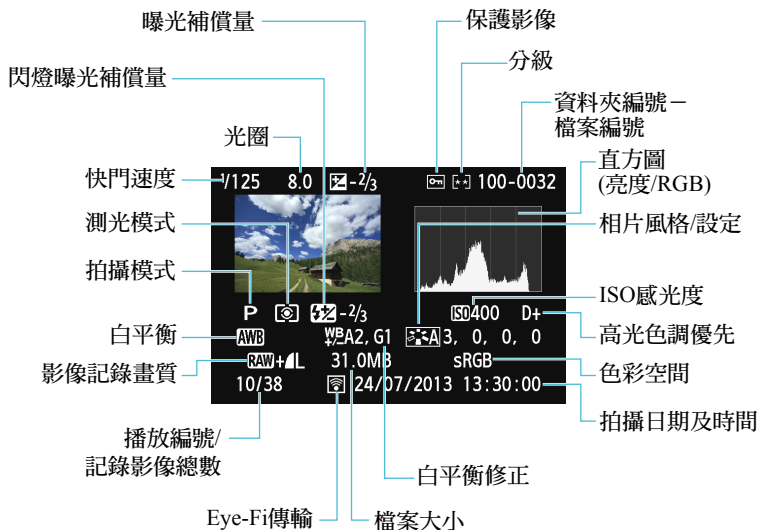 曝光補償量
保護影像
分級
閃燈曝光補償量
資料夾編號－
檔案編號
光圈
直方圖
(亮度/RGB)
快門速度
1/125 8.0 -2/3 100-0032
測光模式
相片風格/設定
拍攝模式
ISO感光度
P -2/3 ISO 400 D+
白平衡
高光色調優先
AWB WB A2, G1 A 3, 0, 0, 0
影像記錄畫質
RAW+L 31.0MB sRGB
色彩空間
10/38 24/07/2013 13:30:00
拍攝日期及時間
播放編號/
記錄影像總數
白平衡修正
Eye-Fi傳輸
檔案大小